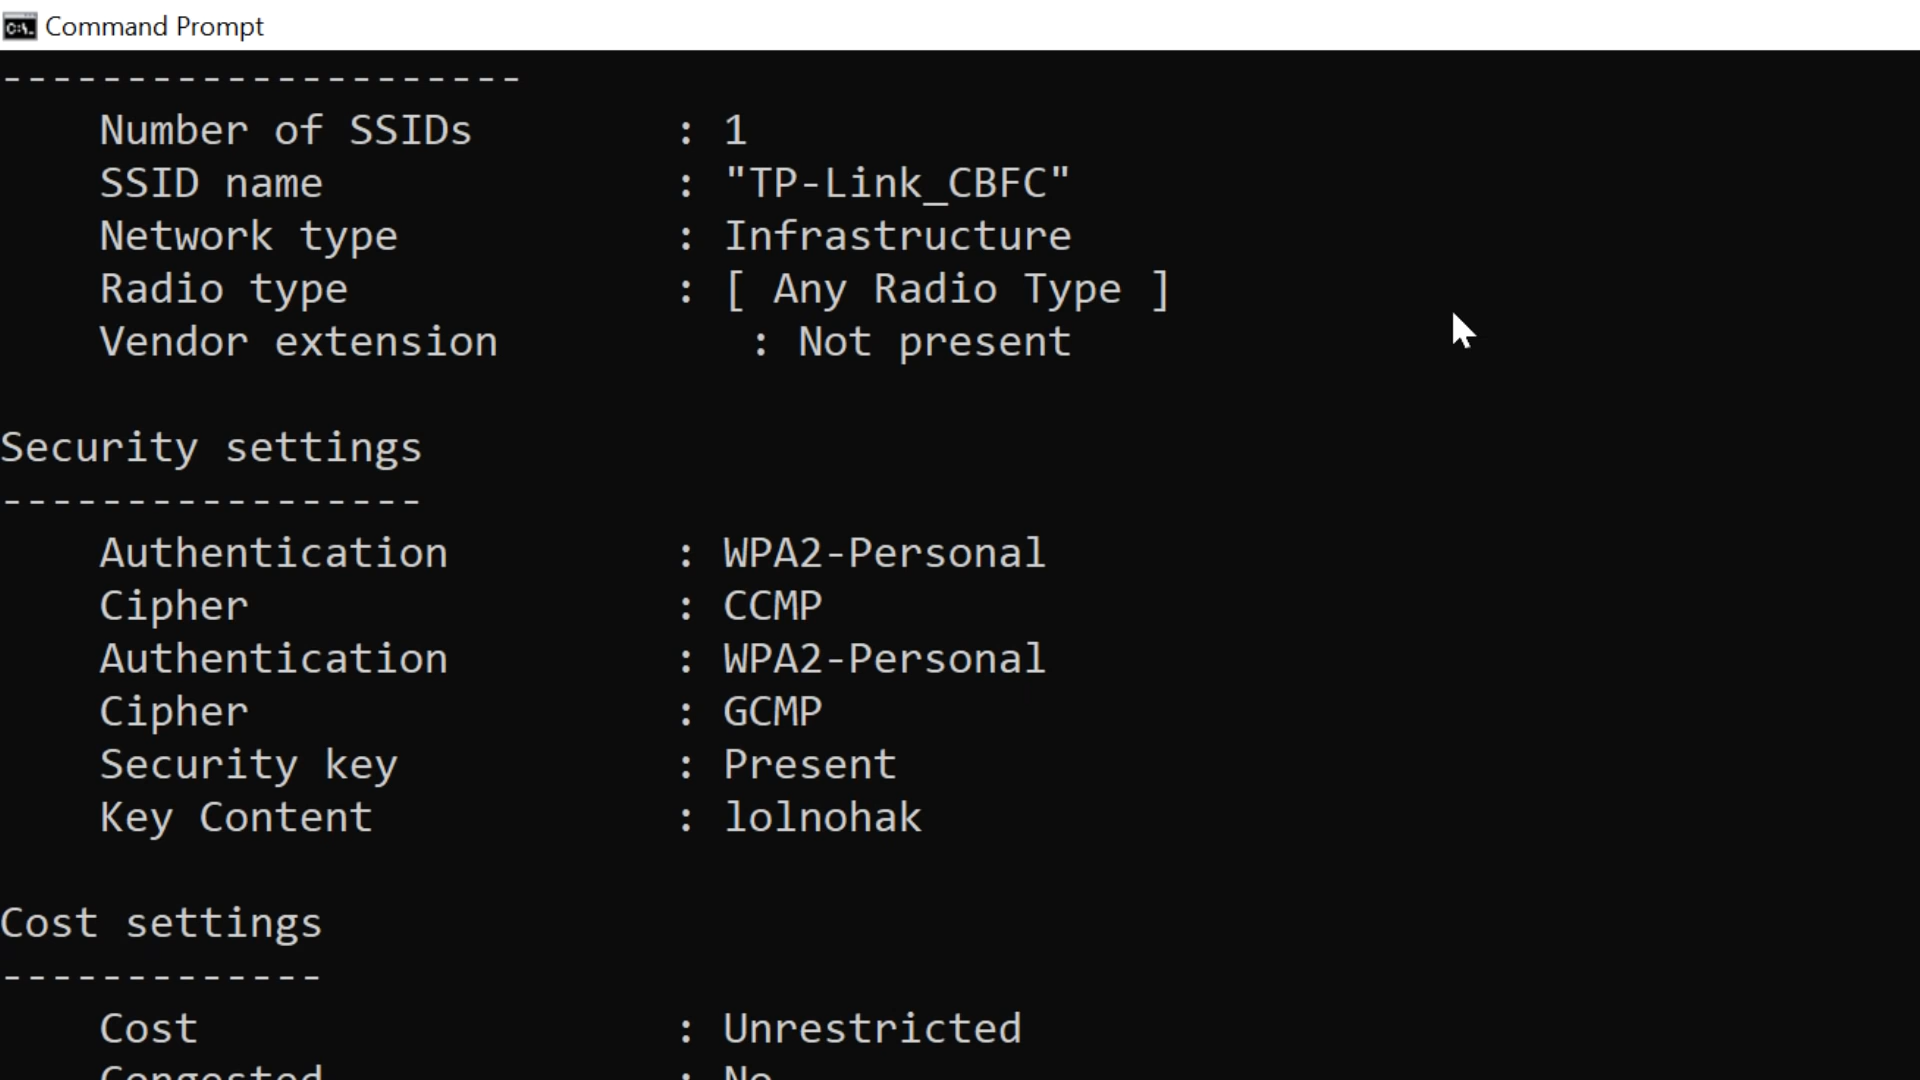 Command Prompt
---------------------
Number of SSIDs : 1
SSID name : "TP-Link_CBFC"
Network type : Infrastructure
Radio type : [ Any Radio Type ]
Vendor extension : Not present
Security settings
-----------------
Authentication : WPA2-Personal
Cipher : CCMP
Authentication : WPA2-Personal
Cipher : GCMP
Security key : Present
Key Content : lolnohak
Cost settings
-------------
Cost : Unrestricted
Congested : No